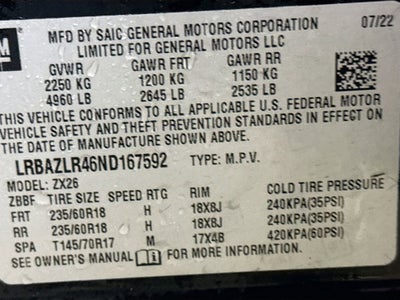 GM
MFD BY SAIC GENERAL MOTORS CORPORATION
LIMITED FOR GENERAL MOTORS LLC
07/22
GVWR GAWR FRT GAWR RR
2250 KG 1200 KG 1150 KG
4960 LB 2645 LB 2535 LB
THIS VEHICLE CONFORMS TO ALL APPLICABLE U.S. FEDERAL MOTOR
VEHICLE SAFETY AND THEFT PREVENTION STANDARDS IN EFFECT ON
THE DATE OF MANUFACTURE SHOWN ABOVE.
LRBAZLR46ND167592 TYPE: M.P.V.
MODEL: ZX26
ZBBF TIRE SIZE SPEED RTG RIM COLD TIRE PRESSURE
FRT 235/60R18 H 18X8J 240KPA(35PSI)
RR 235/60R18 H 18X8J 240KPA(35PSI)
SPA T145/70R17 M 17X4B 420KPA(60PSI)
SEE OWNER'S MANUAL FOR MORE INFORMATION.